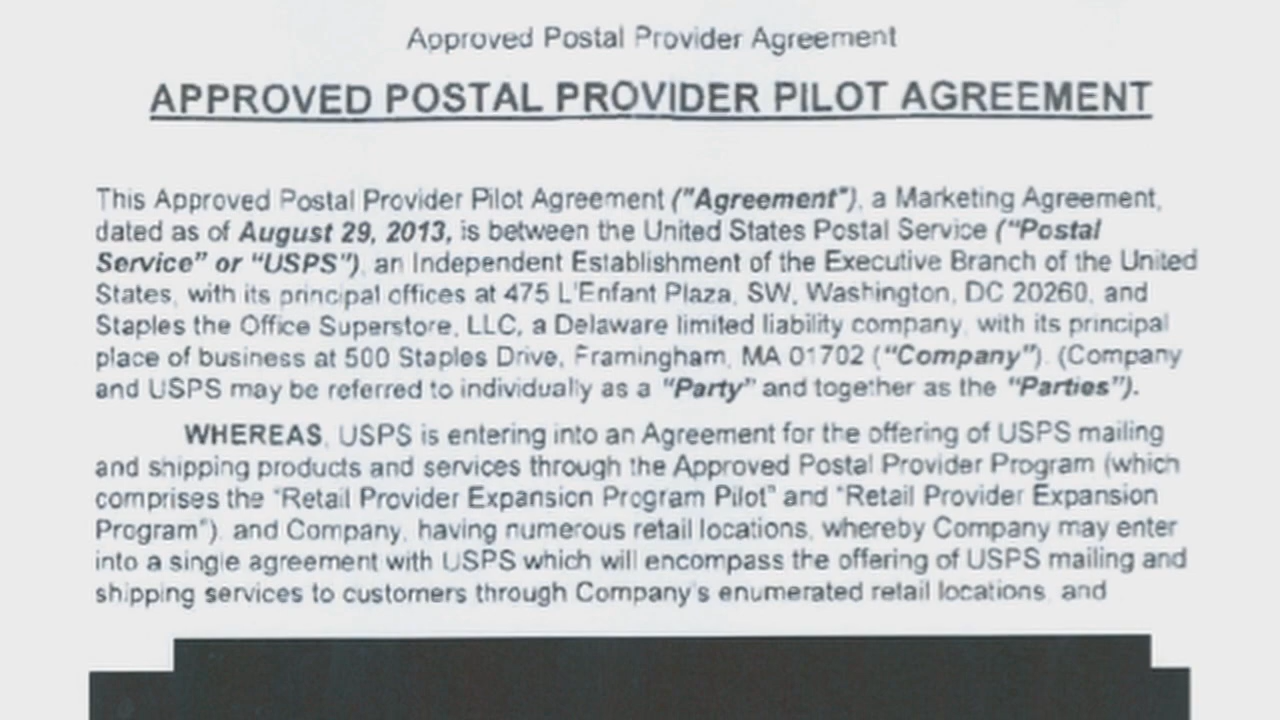 Approved Postal Provider Agreement
APPROVED POSTAL PROVIDER PILOT AGREEMENT
This Approved Postal Provider Pilot Agreement ("Agreement"), a Marketing Agreement,
dated as of August 29, 2013, is between the United States Postal Service ("Postal
Service" or "USPS"), an Independent Establishment of the Executive Branch of the United
States, with its principal offices at 475 L'Enfant Plaza, SW, Washington, DC 20260, and
Staples the Office Superstore, LLC, a Delaware limited liability company, with its principal
place of business at 500 Staples Drive, Framingham, MA 01702 ("Company"). (Company
and USPS may be referred to individually as a "Party" and together as the "Parties").
WHEREAS, USPS is entering into an Agreement for the offering of USPS mailing
and shipping products and services through the Approved Postal Provider Program (which
comprises the "Retail Provider Expansion Program Pilot" and "Retail Provider Expansion
Program"), and Company, having numerous retail locations, whereby Company may enter
into a single agreement with USPS which will encompass the offering of USPS mailing and
shipping services to customers through Company's enumerated retail locations, and